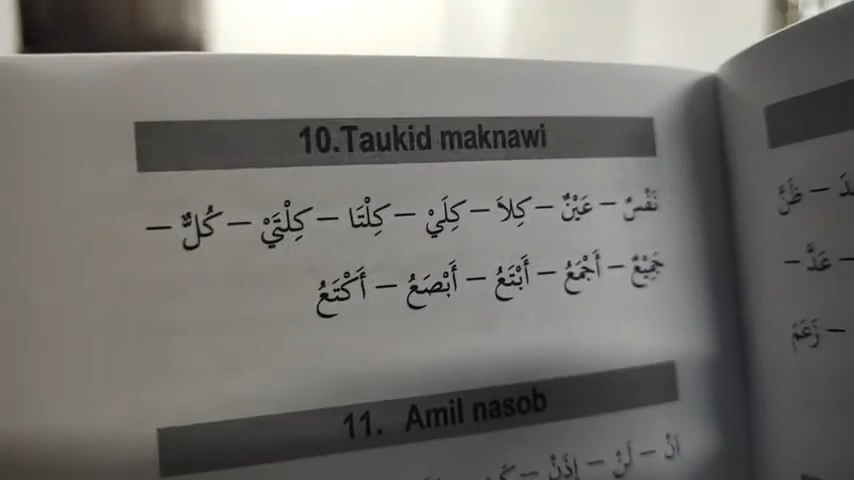 10.Taukid maknawi
نَفْسٌ – عَيْنٌ – كِلاَ – كِلَيْ – كِلْتَا – كِلْتَيْ – كُلٌّ –
جَمِيْعٌ – أَجْمَعُ – أَبْتَعُ – أَبْصَعُ – أَكْتَعُ
11. Amil nasob
اَنْ – لَنْ – إِذَنْ –
ظَنَّ
عَدَّ –
زَعَمَ